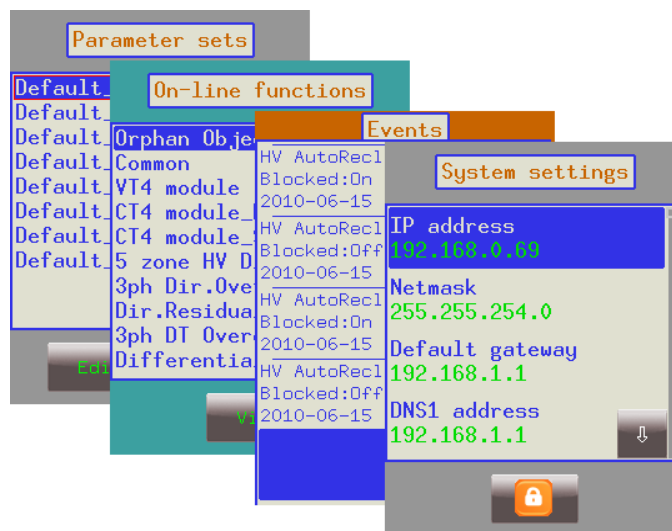 Parameter sets
Default_
Default_
Default_
Default_
Default_
Default_
Default_
Default_
Edi
On-line functions
Orphan Obje
Common
VT4 module
CT4 module_
CT4 module_
5 zone HV D
3ph Dir.Ove
Dir.Residua
3ph DT Over
Differentia
Vi
Events
HV AutoRecl
Blocked:On
2010-06-15
HV AutoRecl
Blocked:Off
2010-06-15
HV AutoRecl
Blocked:On
2010-06-15
HV AutoRecl
Blocked:Off
2010-06-15
System settings
IP address
192.168.0.69
Netmask
255.255.254.0
Default gateway
192.168.1.1
DNS1 address
192.168.1.1